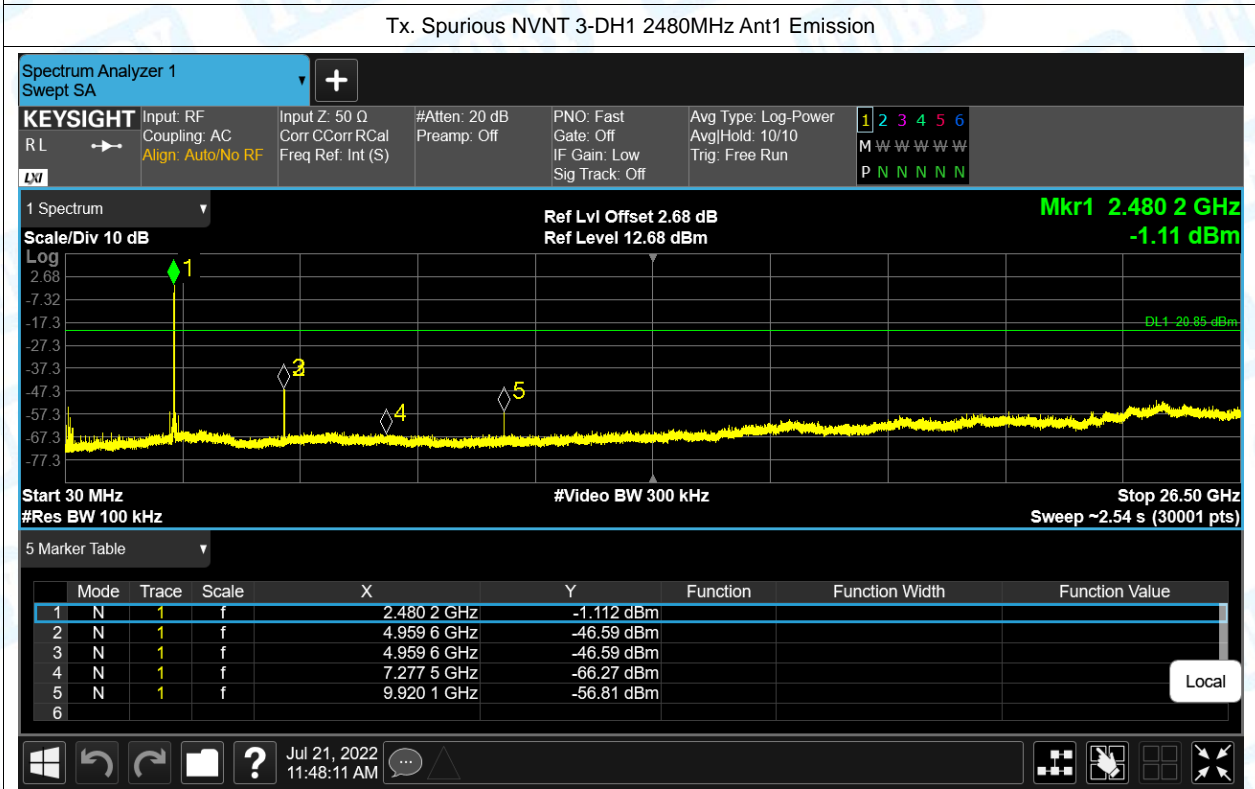 Tx. Spurious NVNT 3-DH1 2480MHz Ant1 Emission
Spectrum Analyzer 1
Swept SA
KEYSIGHT Input: RF Input Z: 50 Ω #Atten: 20 dB PNO: Fast Avg Type: Log-Power 1 2 3 4 5 6
RL Coupling: AC Corr CCorr RCal Preamp: Off Gate: Off Avg|Hold: 10/10 M W W W W W
Align: Auto/No RF Freq Ref: Int (S) IF Gain: Low Trig: Free Run
LXI Sig Track: Off P N N N N N
1 Spectrum Ref Lvl Offset 2.68 dB Mkr1 2.480 2 GHz
Scale/Div 10 dB Ref Level 12.68 dBm -1.11 dBm
Log
1
2.68
-7.32
-17.3
DL1 -20.85 dBm
-27.3
-37.3
2
3
-47.3
5
-57.3
4
-67.3
-77.3
Start 30 MHz #Video BW 300 kHz Stop 26.50 GHz
#Res BW 100 kHz Sweep ~2.54 s (30001 pts)
5 Marker Table
Mode Trace Scale X Y Function Function Width Function Value
1 N 1 f 2.480 2 GHz -1.112 dBm
2 N 1 f 4.959 6 GHz -46.59 dBm
3 N 1 f 4.959 6 GHz -46.59 dBm
4 N 1 f 7.277 5 GHz -66.27 dBm
5 N 1 f 9.920 1 GHz -56.81 dBm
6
Local
? Jul 21, 2022
11:48:11 AM